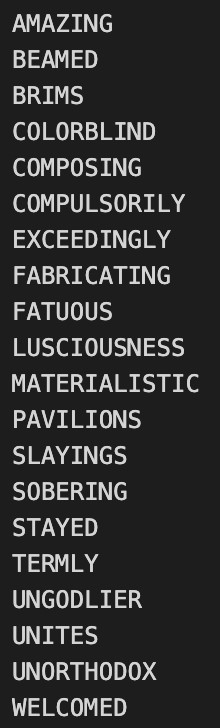 AMAZING
BEAMED
BRIMS
COLORBLIND
COMPOSING
COMPULSORILY
EXCEEDINGLY
FABRICATING
FATUOUS
LUSCIOUSNESS
MATERIALISTIC
PAVILIONS
SLAYINGS
SOBERING
STAYED
TERMLY
UNGODLIER
UNITES
UNORTHODOX
WELCOMED